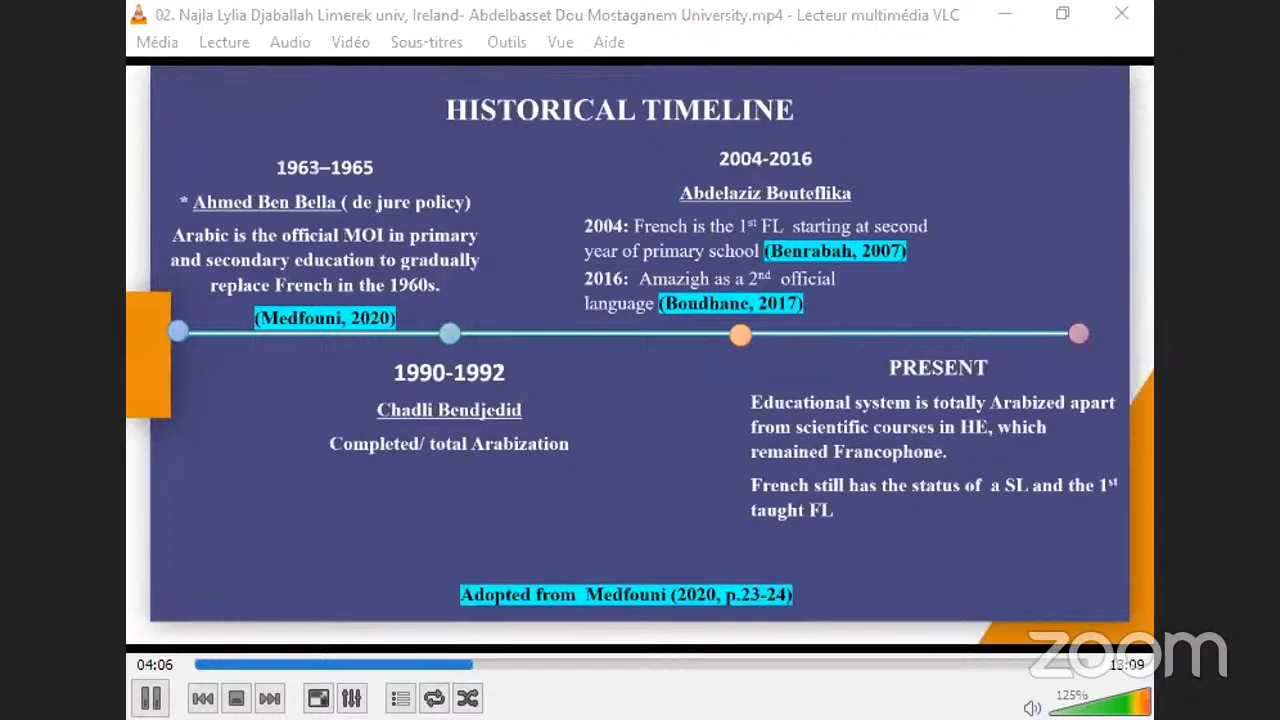 02. Najla Lylia Djaballah Limerek univ, Ireland- Abdelbasset Dou Mostaganem University.mp4 - Lecteur multimédia VLC
Média Lecture Audio Vidéo Sous-titres Outils Vue Aide
HISTORICAL TIMELINE
1963–1965
* Ahmed Ben Bella ( de jure policy)
Arabic is the official MOI in primary
and secondary education to gradually
replace French in the 1960s.
(Medfouni, 2020)
2004-2016
Abdelaziz Bouteflika
2004: French is the 1st FL starting at second
year of primary school (Benrabah, 2007)
2016: Amazigh as a 2nd official
language (Boudhane, 2017)
1990-1992
Chadli Bendjedid
Completed/ total Arabization
PRESENT
Educational system is totally Arabized apart
from scientific courses in HE, which
remained Francophone.
French still has the status of a SL and the 1st
taught FL
Adopted from Medfouni (2020, p.23-24)
zoom
04:06
13:09
125%